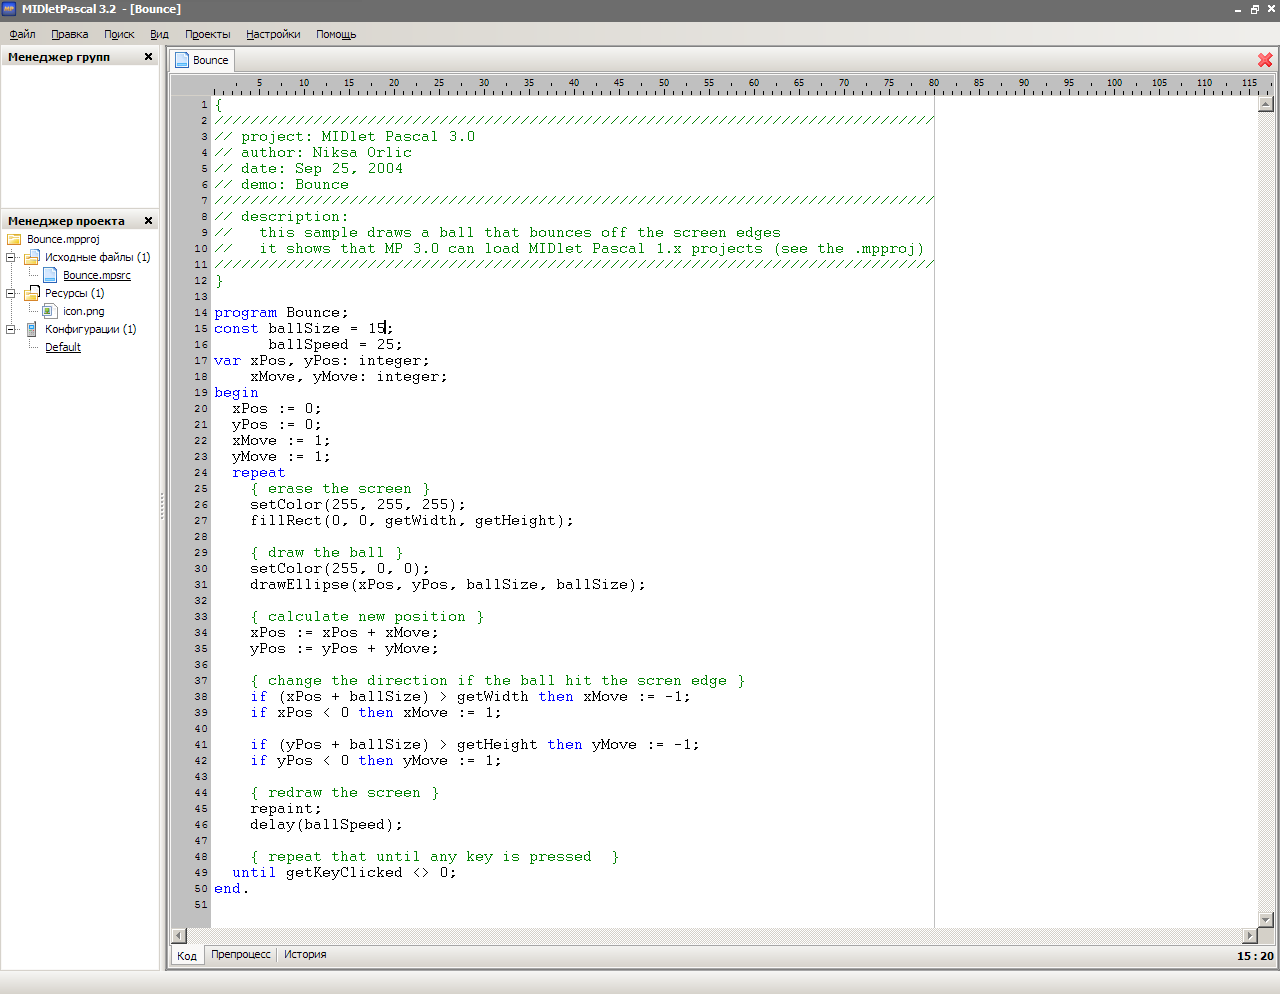 MIDletPascal 3.2 - [Bounce]
Файл Правка Поиск Вид Проекты Настройки Помощь
Менеджер групп
Менеджер проекта
Bounce.mpproj
Исходные файлы (1)
Bounce.mpsrc
Ресурсы (1)
icon.png
Конфигурации (1)
Default
Bounce
5 10 15 20 25 30 35 40 45 50 55 60 65 70 75 80 85 90 95 100 105 110 115
1 {
2 ////////////////////////////////////////////////////////////////////////////////
3 // project: MIDlet Pascal 3.0
4 // author: Niksa Orlic
5 // date: Sep 25, 2004
6 // demo: Bounce
7 ////////////////////////////////////////////////////////////////////////////////
8 // description:
9 //   this sample draws a ball that bounces off the screen edges
10 //   it shows that MP 3.0 can load MIDlet Pascal 1.x projects (see the .mpproj)
11 ////////////////////////////////////////////////////////////////////////////////
12 }
13
14 program Bounce;
15 const ballSize = 15;
16       ballSpeed = 25;
17 var xPos, yPos: integer;
18     xMove, yMove: integer;
19 begin
20   xPos := 0;
21   yPos := 0;
22   xMove := 1;
23   yMove := 1;
24   repeat
25     { erase the screen }
26     setColor(255, 255, 255);
27     fillRect(0, 0, getWidth, getHeight);
28
29     { draw the ball }
30     setColor(255, 0, 0);
31     drawEllipse(xPos, yPos, ballSize, ballSize);
32
33     { calculate new position }
34     xPos := xPos + xMove;
35     yPos := yPos + yMove;
36
37     { change the direction if the ball hit the scren edge }
38     if (xPos + ballSize) > getWidth then xMove := -1;
39     if xPos < 0 then xMove := 1;
40
41     if (yPos + ballSize) > getHeight then yMove := -1;
42     if yPos < 0 then yMove := 1;
43
44     { redraw the screen }
45     repaint;
46     delay(ballSpeed);
47
48     { repeat that until any key is pressed  }
49   until getKeyClicked <> 0;
50 end.
51
Код Препроцесс История
15 : 20